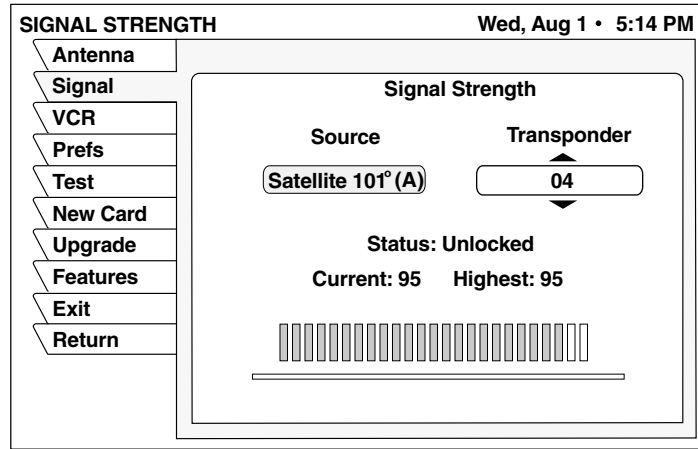 SIGNAL STRENGTH
Wed, Aug 1 • 5:14 PM
Antenna
Signal
VCR
Prefs
Test
New Card
Upgrade
Features
Exit
Return
Signal Strength
Source
Transponder
Satellite 101° (A)
04
Status: Unlocked
Current: 95 Highest: 95